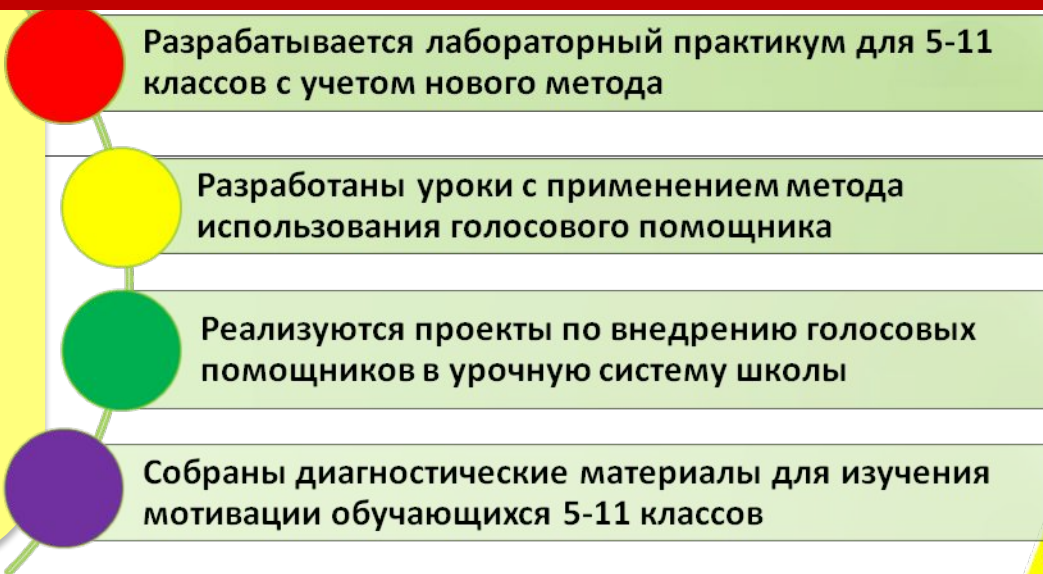 Разрабатывается лабораторный практикум для 5-11
классов с учетом нового метода
Разработаны уроки с применением метода
использования голосового помощника
Реализуются проекты по внедрению голосовых
помощников в урочную систему школы
Собраны диагностические материалы для изучения
мотивации обучающихся 5-11 классов